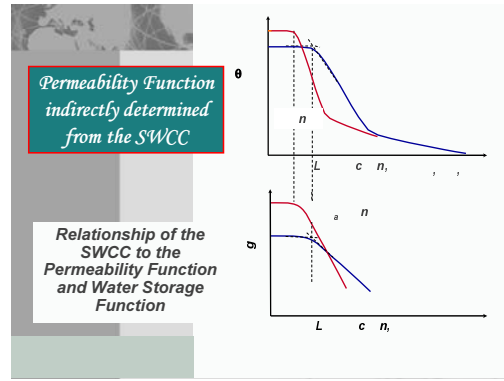 Permeability Function
indirectly determined
from the SWCC
θ
n
L c n, , ,
a n
Relationship of the
SWCC to the
Permeability Function
and Water Storage
Function
g
L c n,